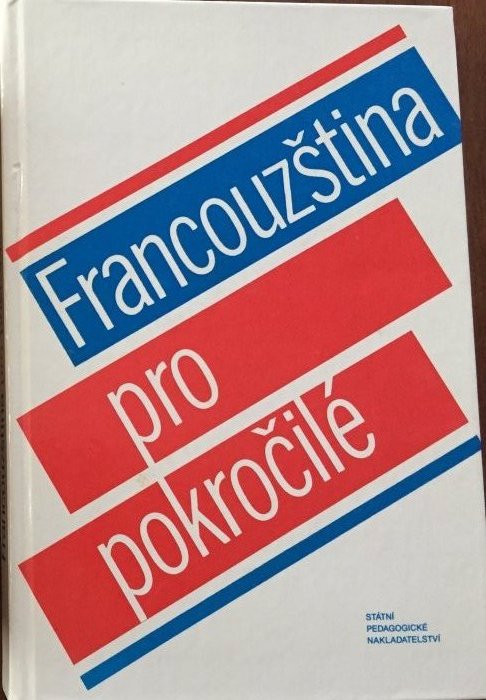 Francouzština
pro
pokročilé
STÁTNÍ
PEDAGOGICKÉ
NAKLADATELSTVÍ